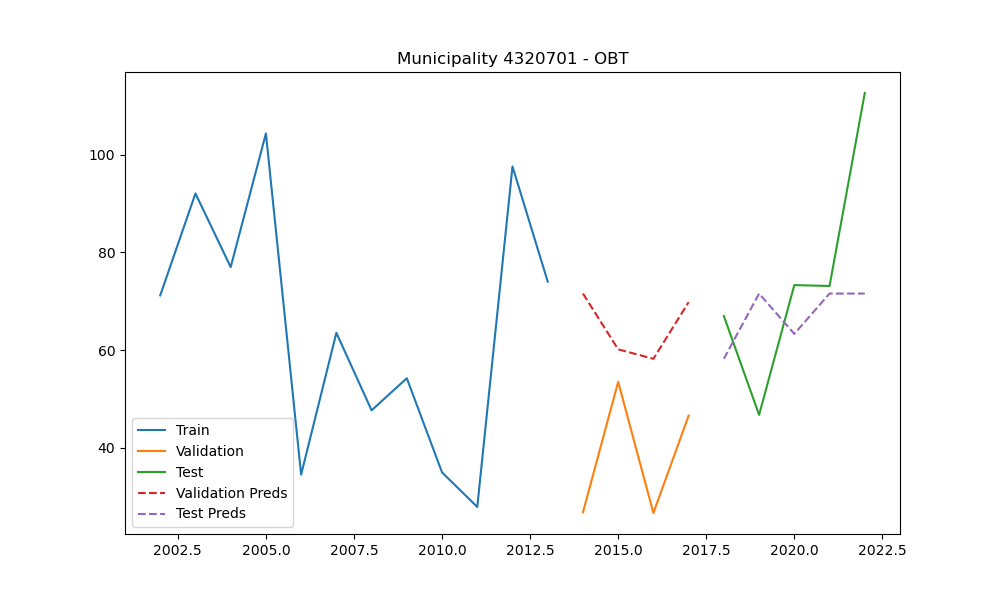 Municipality 4320701 - OBT
100
80
60
40
Train
Validation
Test
Validation Preds
Test Preds
2002.5 2005.0 2007.5 2010.0 2012.5 2015.0 2017.5 2020.0 2022.5